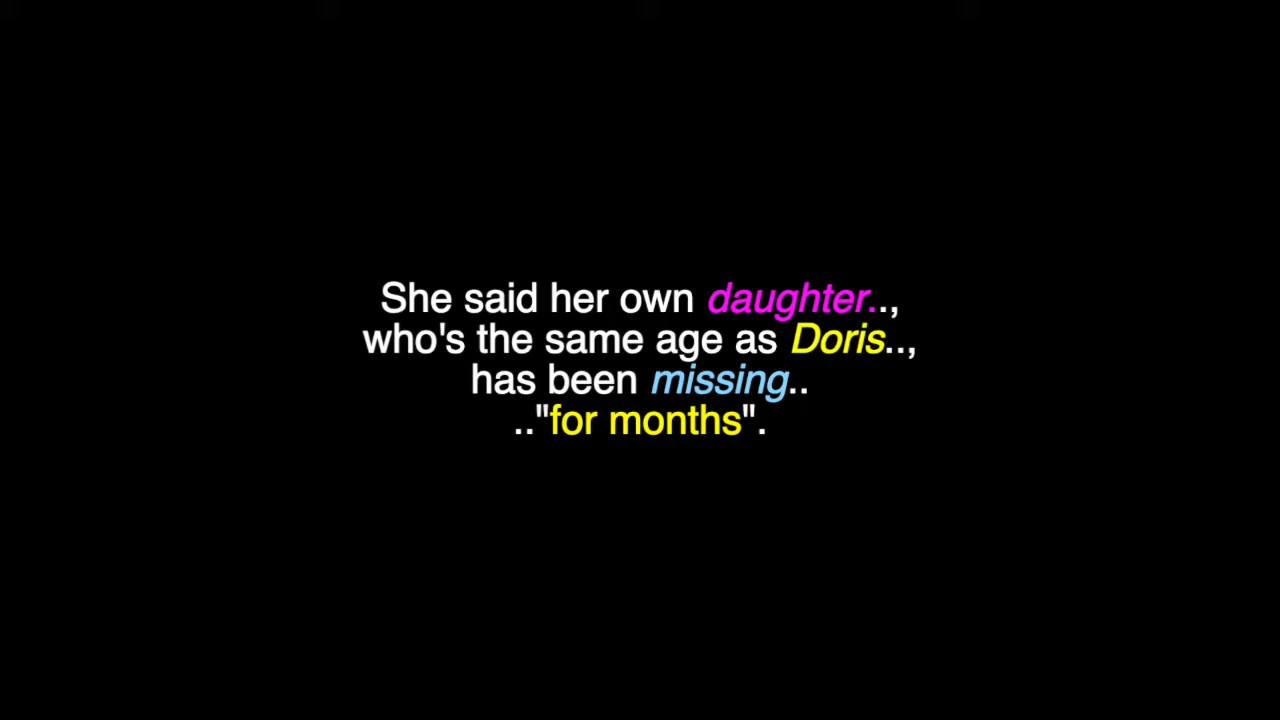 She said her own daughter..,
who's the same age as Doris..,
has been missing..
.."for months".